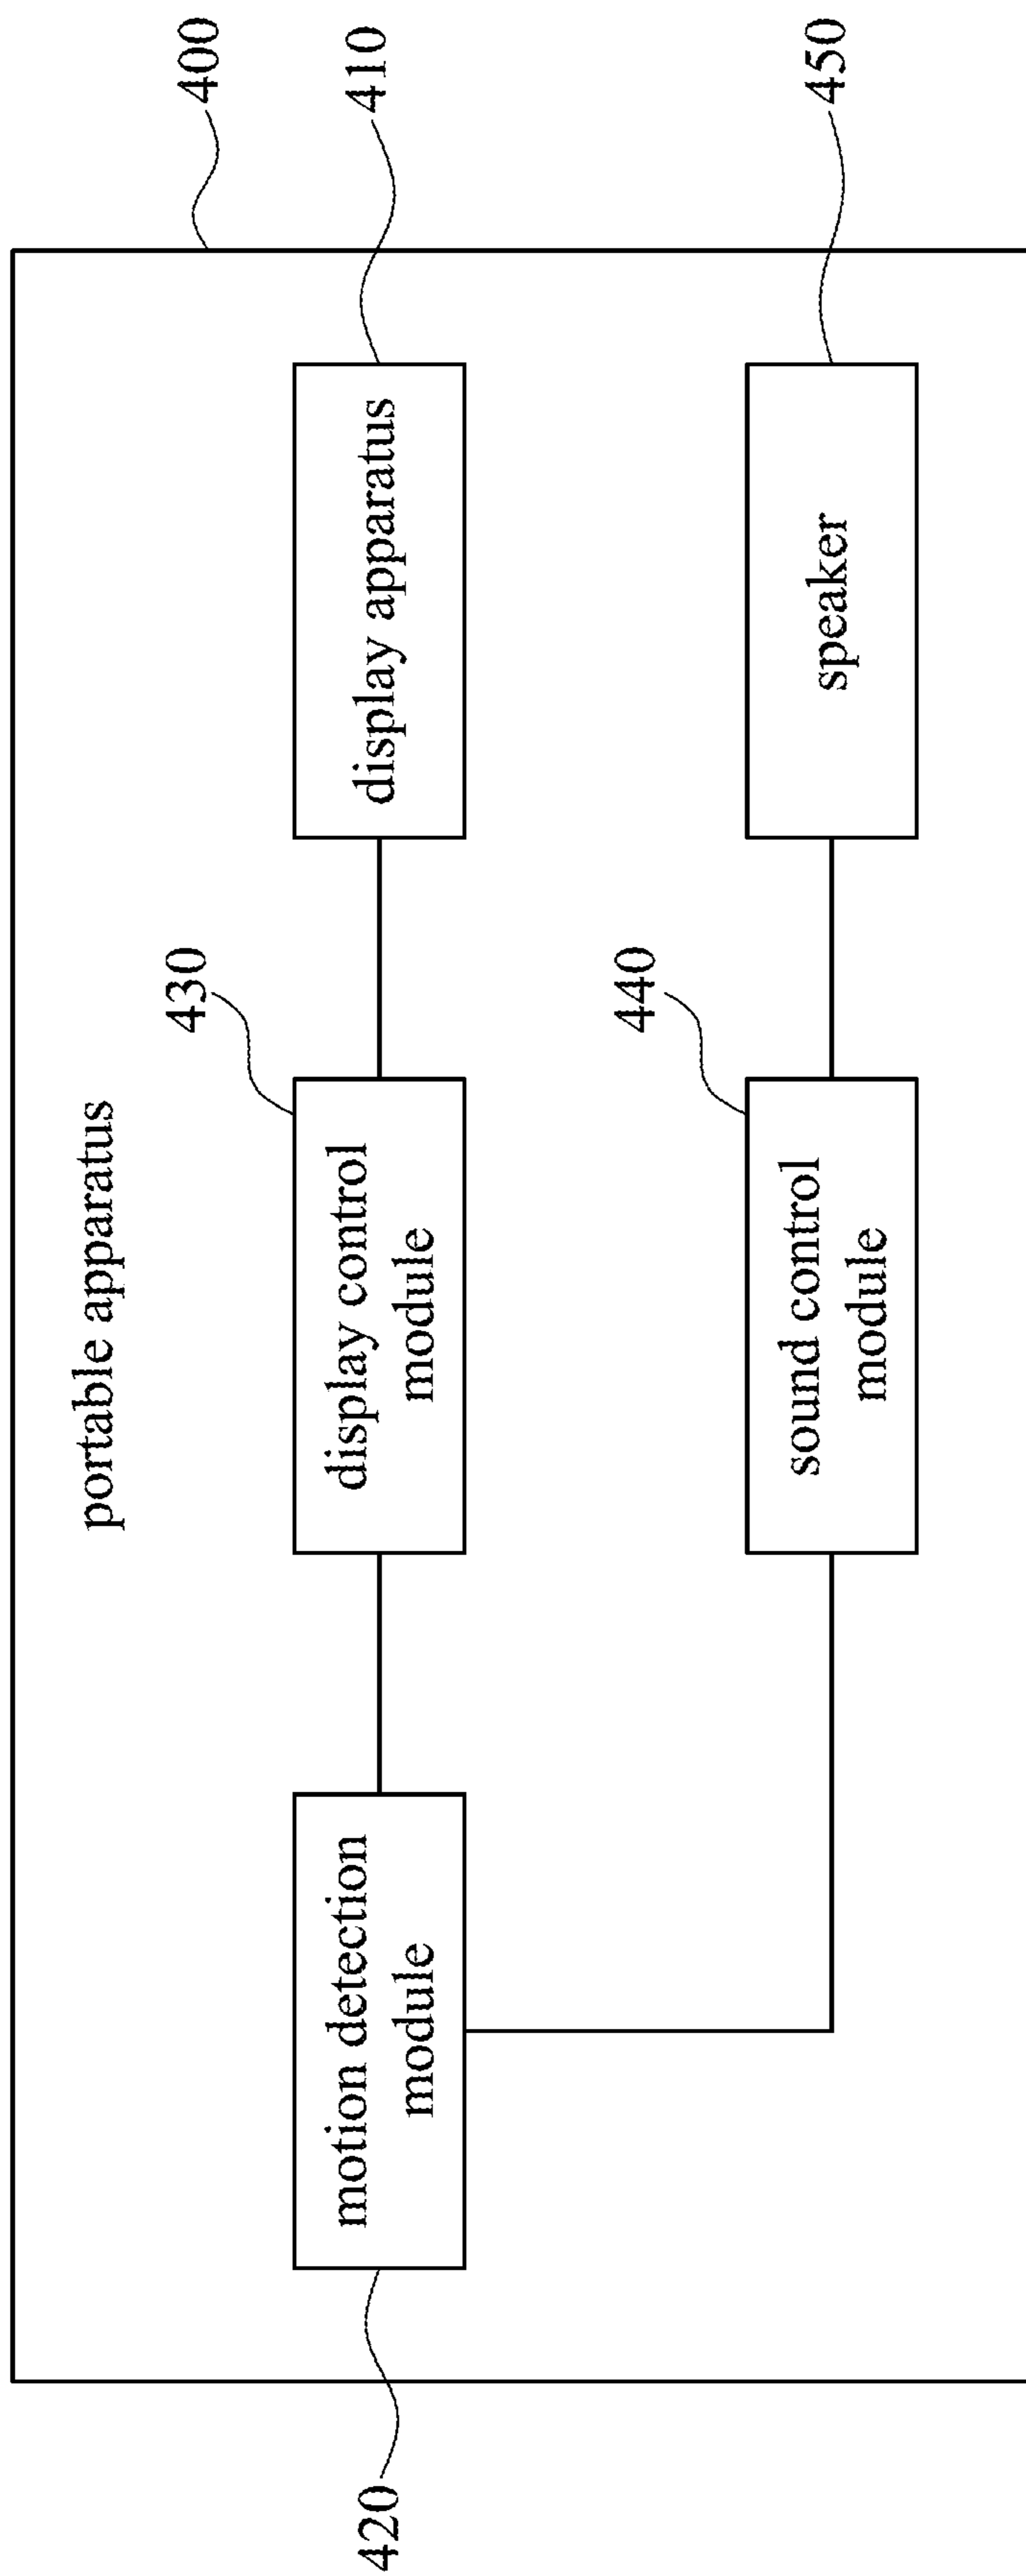 portable apparatus
400
420
motion detection
module
430
display control
module
display apparatus
410
440
sound control
module
speaker
450